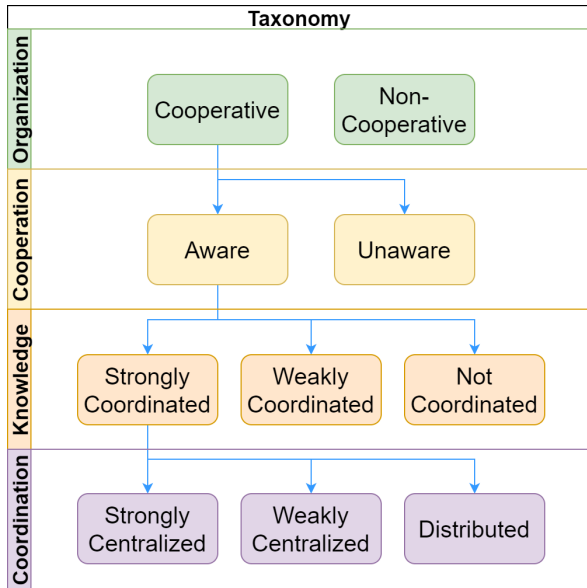 Taxonomy
Organization
Cooperative
Non-
Cooperative
Cooperation
Aware
Unaware
Knowledge
Strongly
Coordinated
Weakly
Coordinated
Not
Coordinated
Coordination
Strongly
Centralized
Weakly
Centralized
Distributed